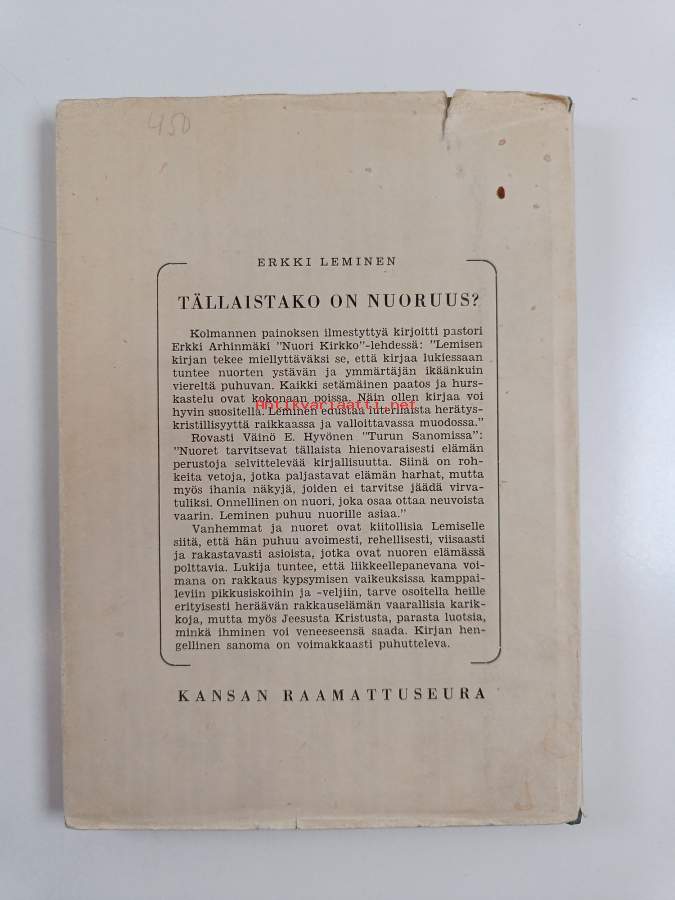 450
ERKKI LEMINEN
TÄLLAISTAKO ON NUORUUS?
Kolmannen painoksen ilmestyttyä kirjoitti pastori
Erkki Arhinmäki "Nuori Kirkko"-lehdessä: "Lemisen
kirjan tekee miellyttäväksi se, että kirjaa lukiessaan
tuntee nuorten ystävän ja ymmärtäjän ikäänkuin
viereltä puhuvan. Kaikki setämäinen paatos ja hurs-
kastelu ovat kokonaan poissa. Näin ollen kirjaa voi
hyvin suositella. Leminen edustaa luterilaista herätys-
Antikvariaatti.net
kristillisyyttä raikkaassa ja valloittavassa muodossa."
Rovasti Väinö E. Hyvönen "Turun Sanomissa":
"Nuoret tarvitsevat tällaista hienovaraisesti elämän
perustoja selvittelevää kirjallisuutta. Siinä on roh-
keita vetoja, jotka paljastavat elämän harhat, mutta
myös ihania näkyjä, joiden ei tarvitse jäädä virva-
tuliksi. Onnellinen on nuori, joka osaa ottaa neuvoista
vaarin. Leminen puhuu nuorille asiaa."
Vanhemmat ja nuoret ovat kiitollisia Lemiselle
siitä, että hän puhuu avoimesti, rehellisesti, viisaasti
ja rakastavasti asioista, jotka ovat nuoren elämässä
polttavia. Lukija tuntee, että liikkeellepanevana voi-
mana on rakkaus kypsymisen vaikeuksissa kamppai-
leviin pikkusiskoihin ja -veljiin, tarve osoitella heille
erityisesti heräävän rakkauselämän vaarallisia karik-
koja, mutta myös Jeesusta Kristusta, parasta luotsia,
minkä ihminen voi veneeseensä saada. Kirjan hen-
gellinen sanoma on voimakkaasti puhutteleva.
KANSAN RAAMATTUSEURA